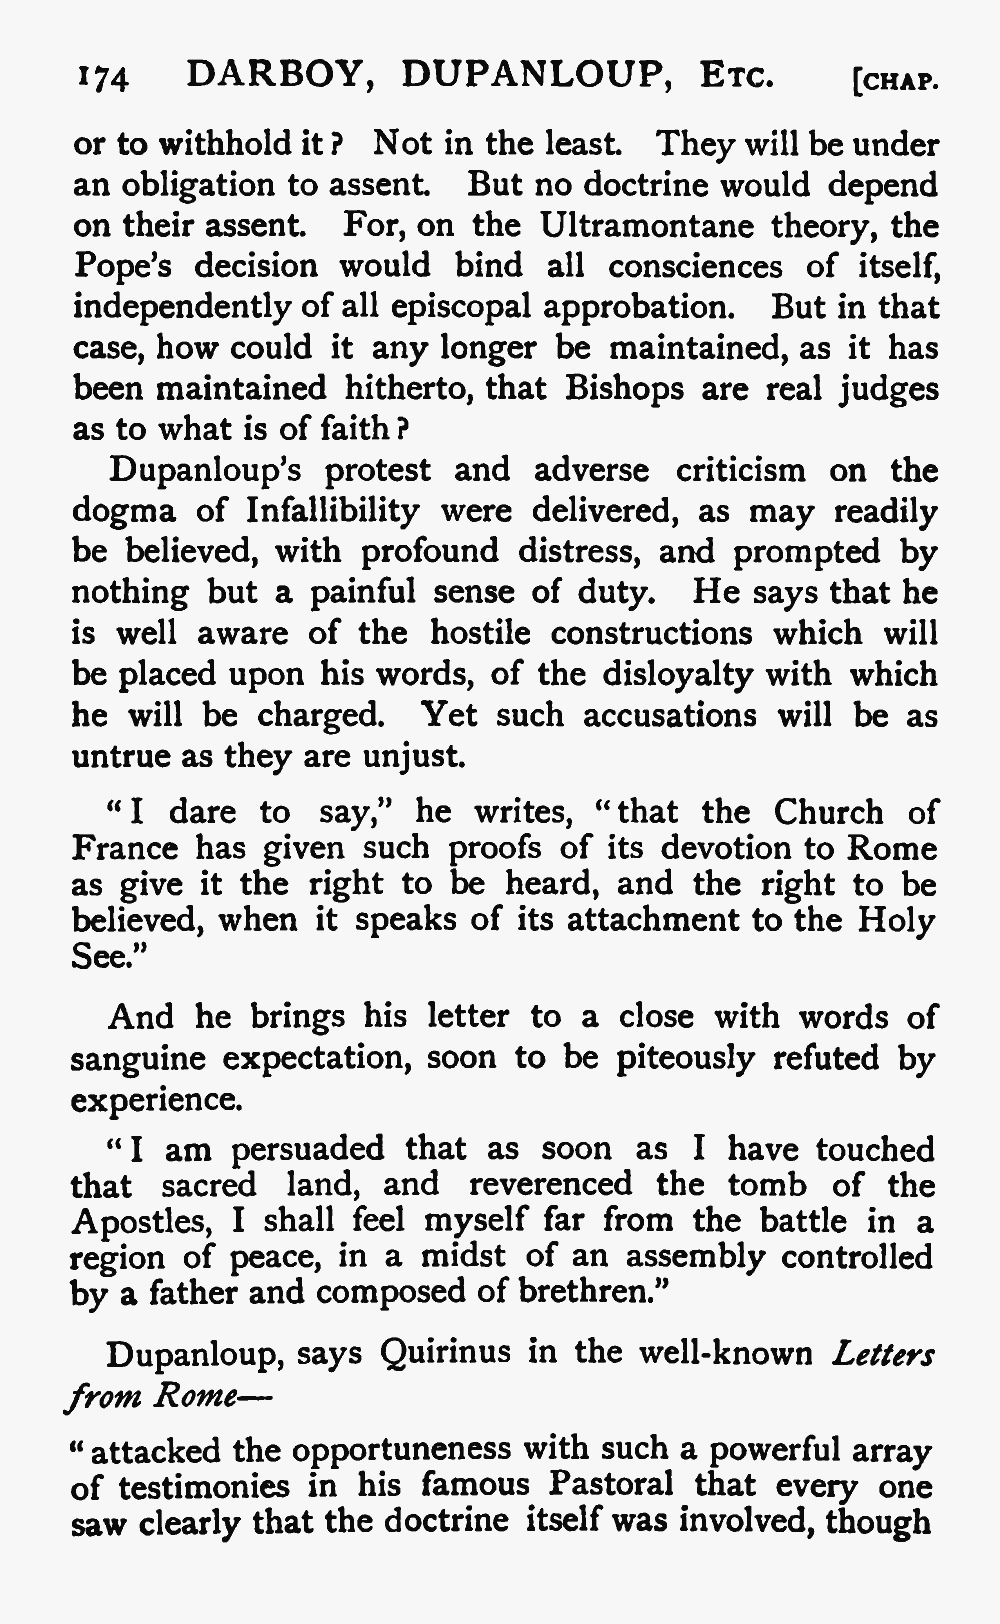 174 DARBOY, DUPANLOUP, ETC. [CHAP.
or to withhold it? Not in the least. They will be under
an obligation to assent. But no doctrine would depend
on their assent. For, on the Ultramontane theory, the
Pope's decision would bind all consciences of itself,
independently of all episcopal approbation. But in that
case, how could it any longer be maintained, as it has
been maintained hitherto, that Bishops are real judges
as to what is of faith?
Dupanloup's protest and adverse criticism on the
dogma of Infallibility were delivered, as may readily
be believed, with profound distress, and prompted by
nothing but a painful sense of duty. He says that he
is well aware of the hostile constructions which will
be placed upon his words, of the disloyalty with which
he will be charged. Yet such accusations will be as
untrue as they are unjust.
"I dare to say," he writes, "that the Church of
France has given such proofs of its devotion to Rome
as give it the right to be heard, and the right to be
believed, when it speaks of its attachment to the Holy
See."
And he brings his letter to a close with words of
sanguine expectation, soon to be piteously refuted by
experience.
"I am persuaded that as soon as I have touched
that sacred land, and reverenced the tomb of the
Apostles, I shall feel myself far from the battle in a
region of peace, in a midst of an assembly controlled
by a father and composed of brethren."
Dupanloup, says Quirinus in the well-known Letters
from Rome—
"attacked the opportuneness with such a powerful array
of testimonies in his famous Pastoral that every one
saw clearly that the doctrine itself was involved, though